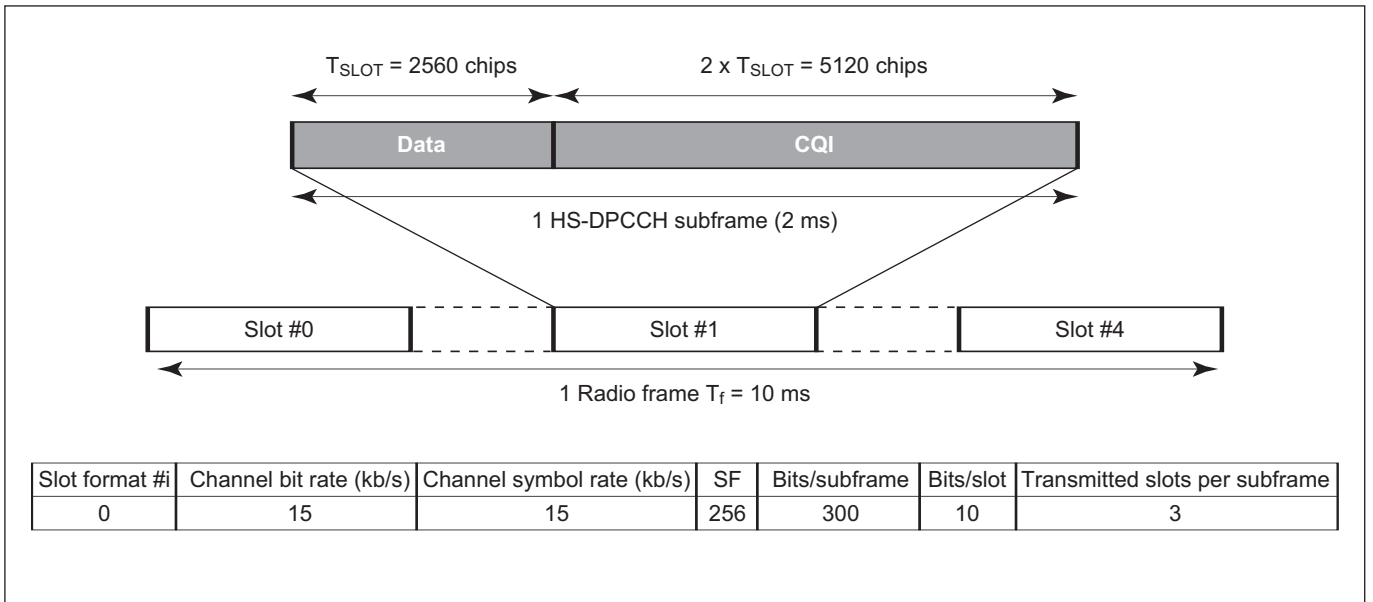 T_SLOT = 2560 chips
2 x T_SLOT = 5120 chips
Data
CQI
1 HS-DPCCH subframe (2 ms)
Slot #0
Slot #1
Slot #4
1 Radio frame T_f = 10 ms
Slot format #i Channel bit rate (kb/s) Channel symbol rate (kb/s) SF Bits/subframe Bits/slot Transmitted slots per subframe
0 15 15 256 300 10 3